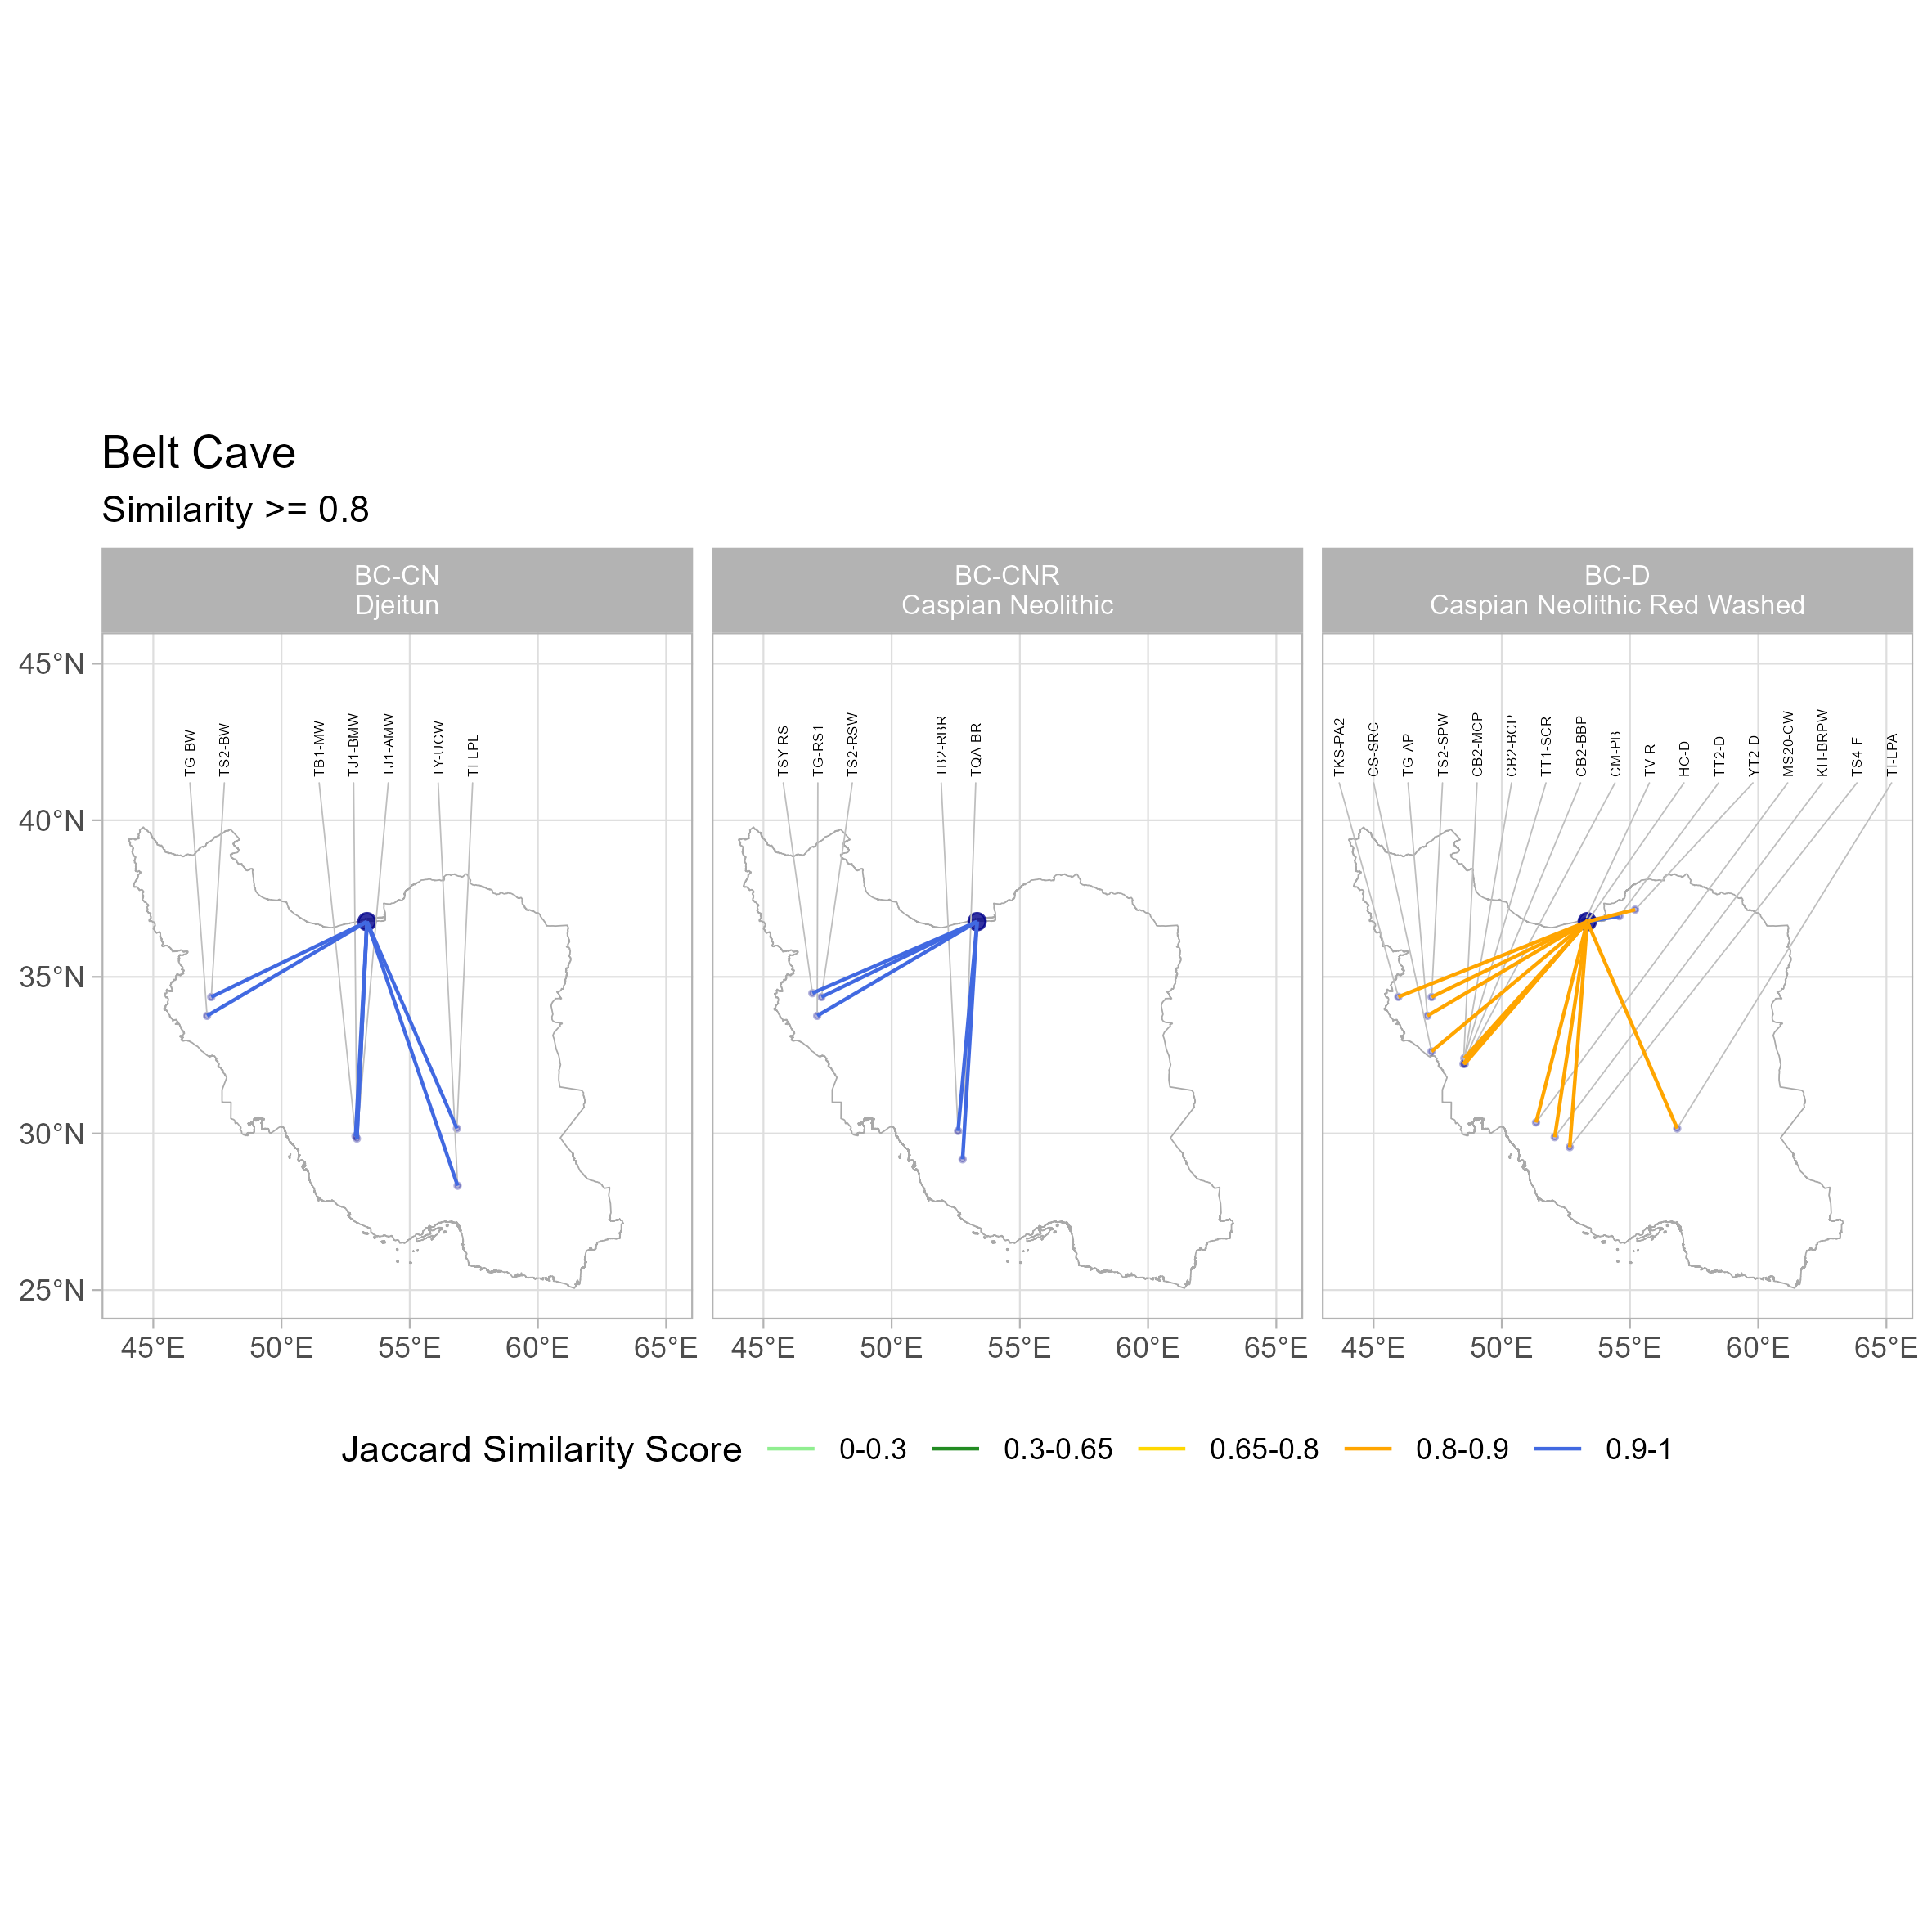 Belt Cave
Similarity >= 0.8
BC-CN
Djeitun
BC-CNR
Caspian Neolithic
BC-D
Caspian Neolithic Red Washed
45°N
40°N
35°N
30°N
25°N
TG-BW
TS2-BW
TB1-MW
TJ1-BMW
TJ1-AMW
TY-UCW
TI-LPL
TSY-RS
TG-RS1
TS2-RSW
TB2-RBR
TQA-BR
TKS-PA2
CS-SRC
TG-AP
TS2-SPW
CB2-MCP
CB2-BCP
TT1-SCR
CB2-BBP
CM-PB
TV-R
HC-D
TT2-D
YT2-D
MS20-CW
KH-BRPW
TS4-F
TI-LPA
45°E 50°E 55°E 60°E 65°E
45°E 50°E 55°E 60°E 65°E
45°E 50°E 55°E 60°E 65°E
Jaccard Similarity Score 0-0.3 0.3-0.65 0.65-0.8 0.8-0.9 0.9-1